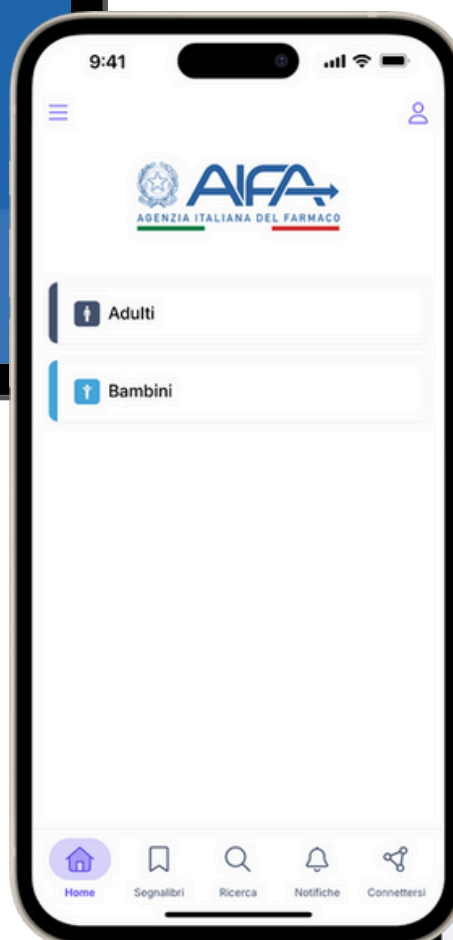 9:41
AIFA
AGENZIA ITALIANA DEL FARMACO
Adulti
Bambini
Home Segnalibri Ricerca Notifiche Connettersi